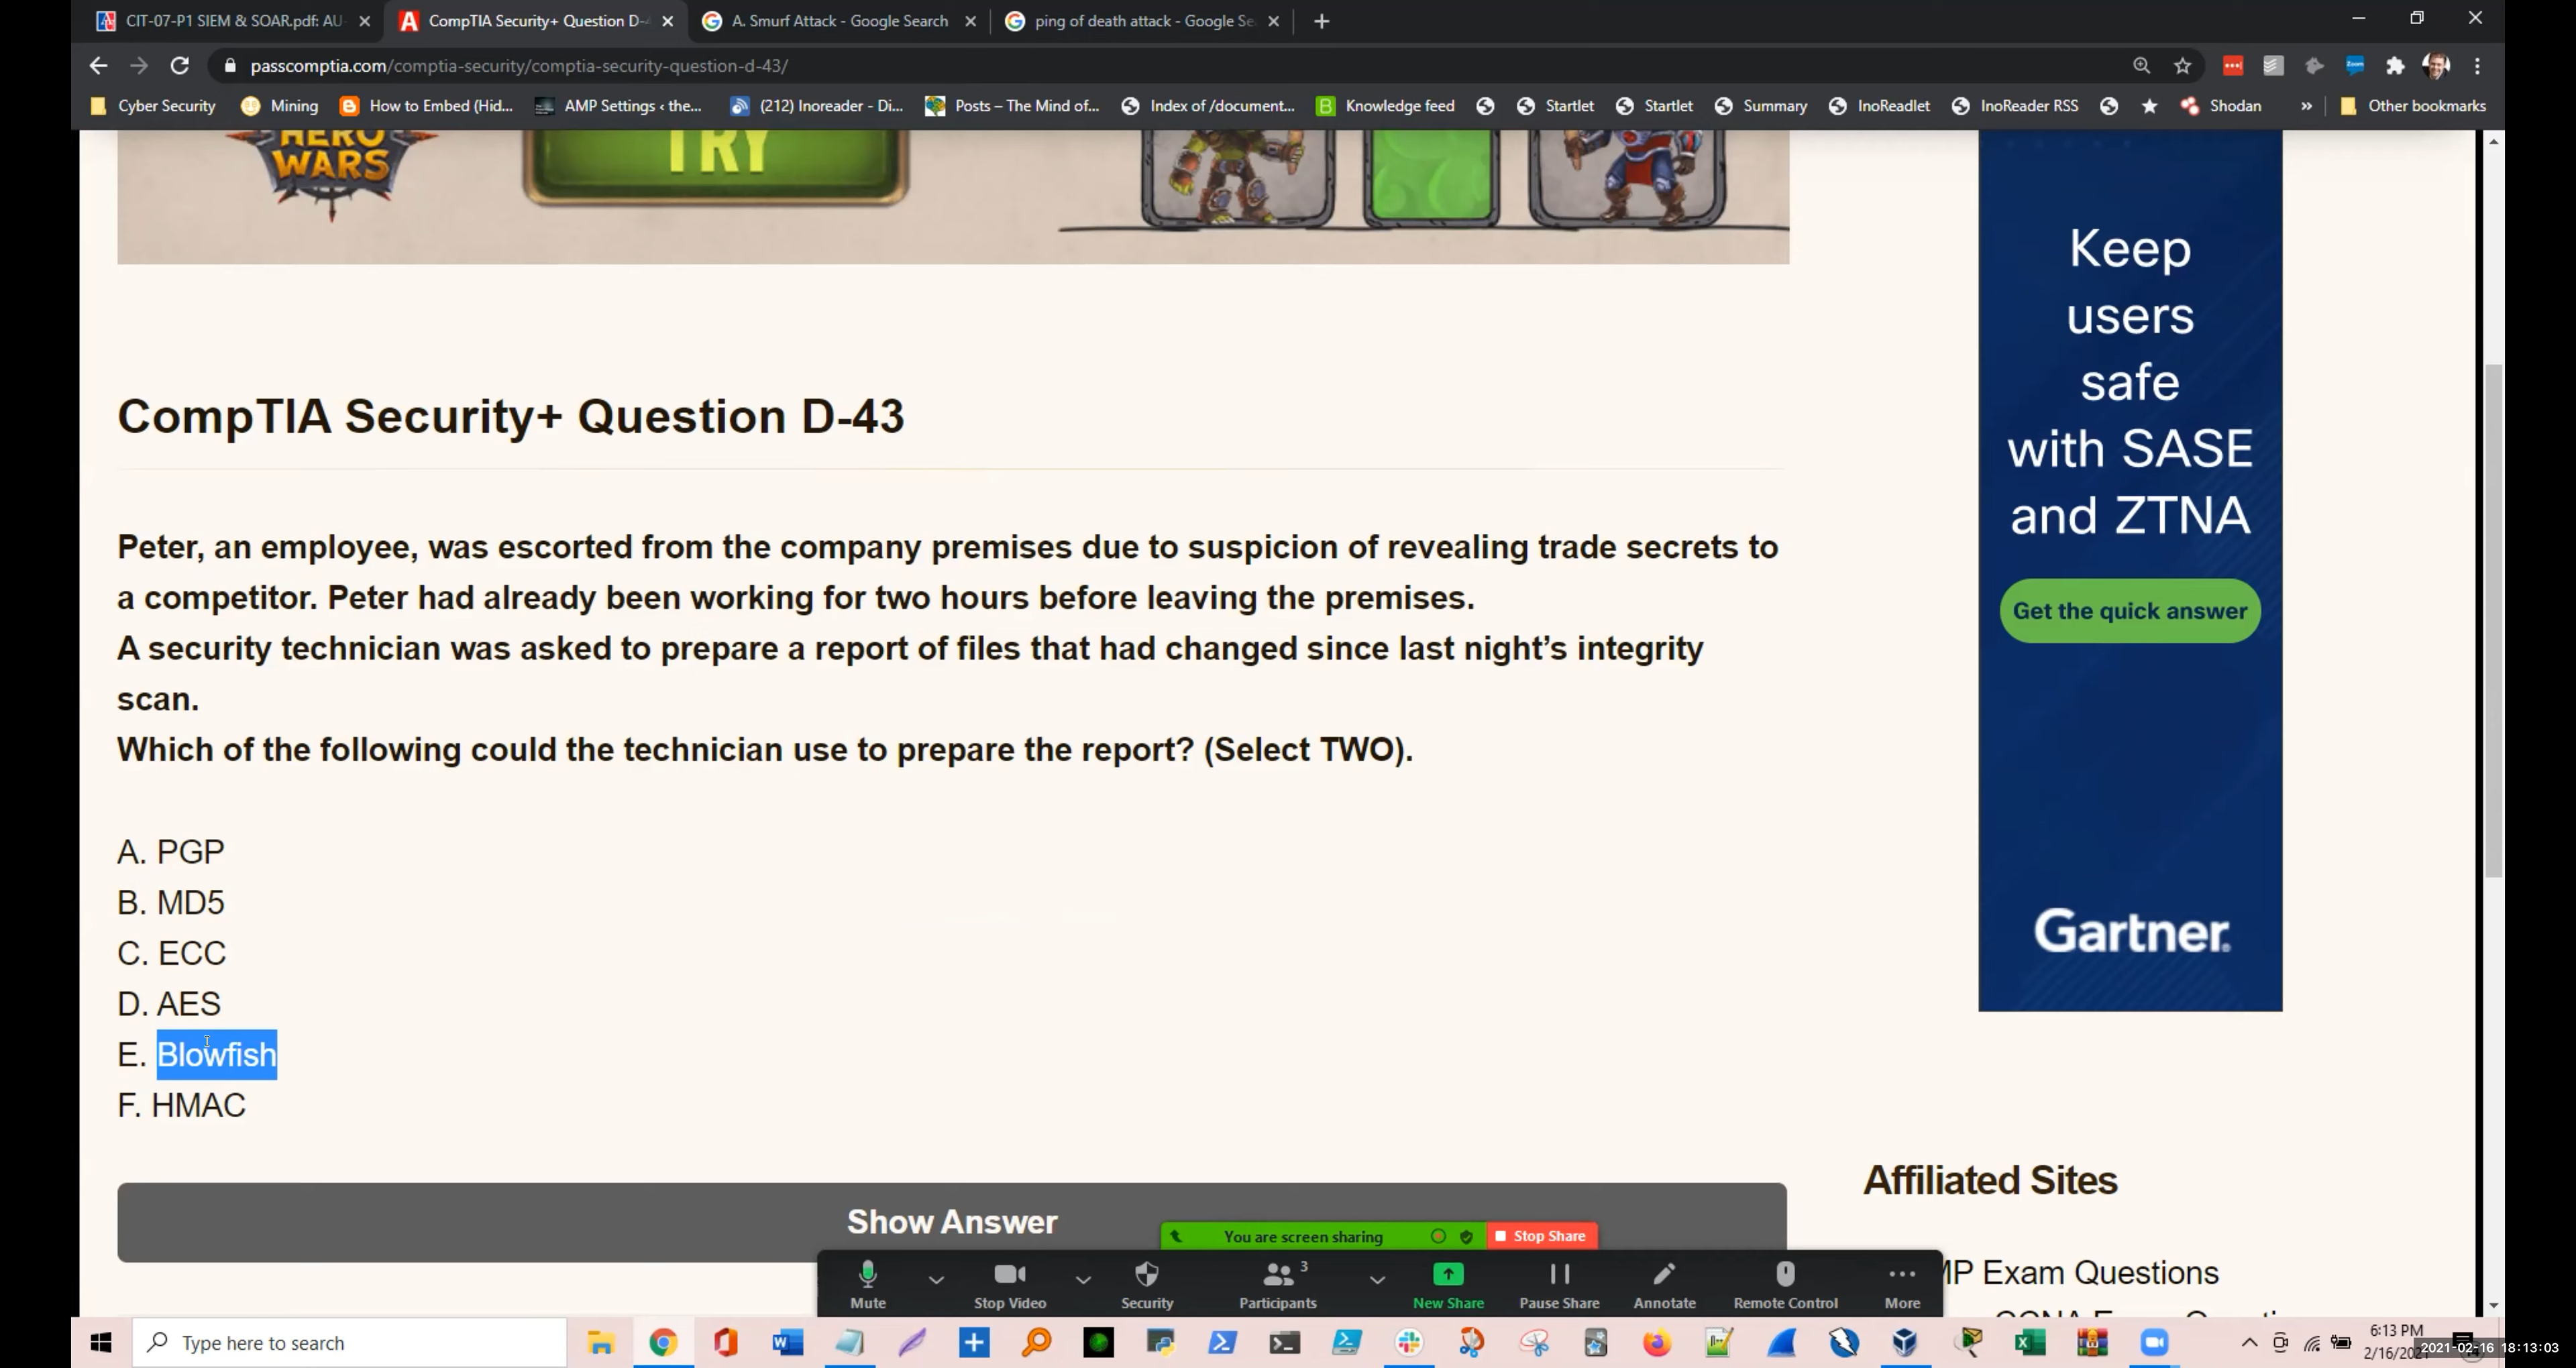 CIT-07-P1 SIEM & SOAR.pdf: AU
CompTIA Security+ Question D-4
A. Smurf Attack - Google Search
ping of death attack - Google Se
passcomptia.com/comptia-security/comptia-security-question-d-43/
Cyber Security
Mining
How to Embed (Hid...
AMP Settings ‹ the...
(212) Inoreader - Di...
Posts – The Mind of...
Index of /document...
Knowledge feed
Startlet
Startlet
Summary
InoReadlet
InoReader RSS
Shodan
»
Other bookmarks
HERO
WARS
TRY
Keep
users
safe
with SASE
and ZTNA
Get the quick answer
Gartner
CompTIA Security+ Question D-43
Peter, an employee, was escorted from the company premises due to suspicion of revealing trade secrets to
a competitor. Peter had already been working for two hours before leaving the premises.
A security technician was asked to prepare a report of files that had changed since last night’s integrity
scan.
Which of the following could the technician use to prepare the report? (Select TWO).
A. PGP
B. MD5
C. ECC
D. AES
E. Blowfish
F. HMAC
Show Answer
Affiliated Sites
MP Exam Questions
You are screen sharing
Stop Share
Mute
Stop Video
Security
Participants
3
New Share
Pause Share
Annotate
Remote Control
More
Type here to search
6:13 PM
2/16/202
2021-02-16 18:13:03